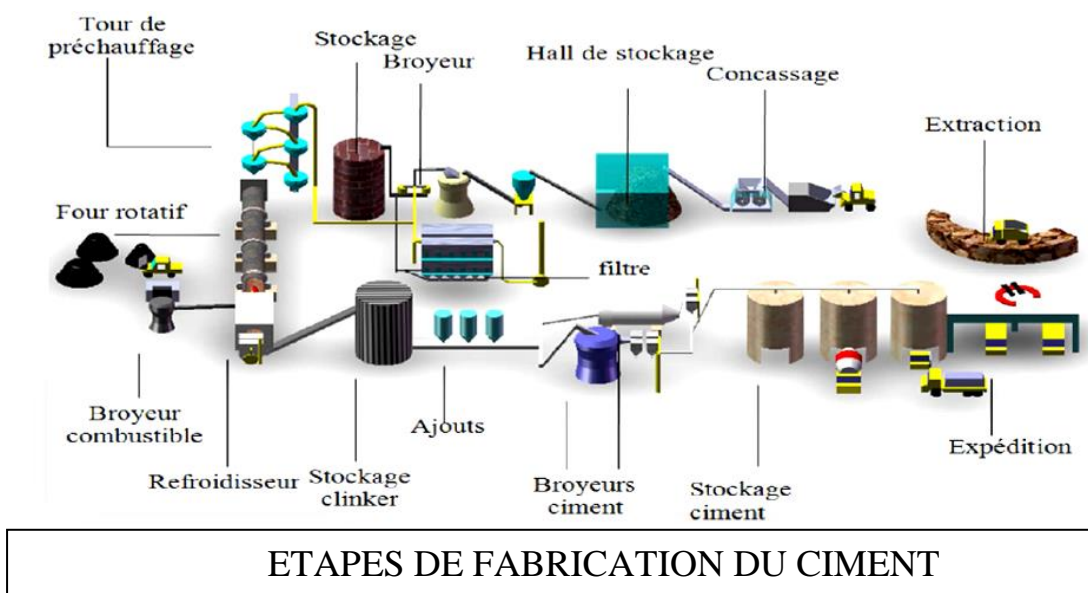 Tour de
préchauffage
Stockage
Broyeur
Hall de stockage
Concassage
Extraction
Four rotatif
filtre
Broyeur
combustible
Refroidisseur
Stockage
clinker
Ajouts
Broyeurs
ciment
Stockage
ciment
Expédition
ETAPES DE FABRICATION DU CIMENT